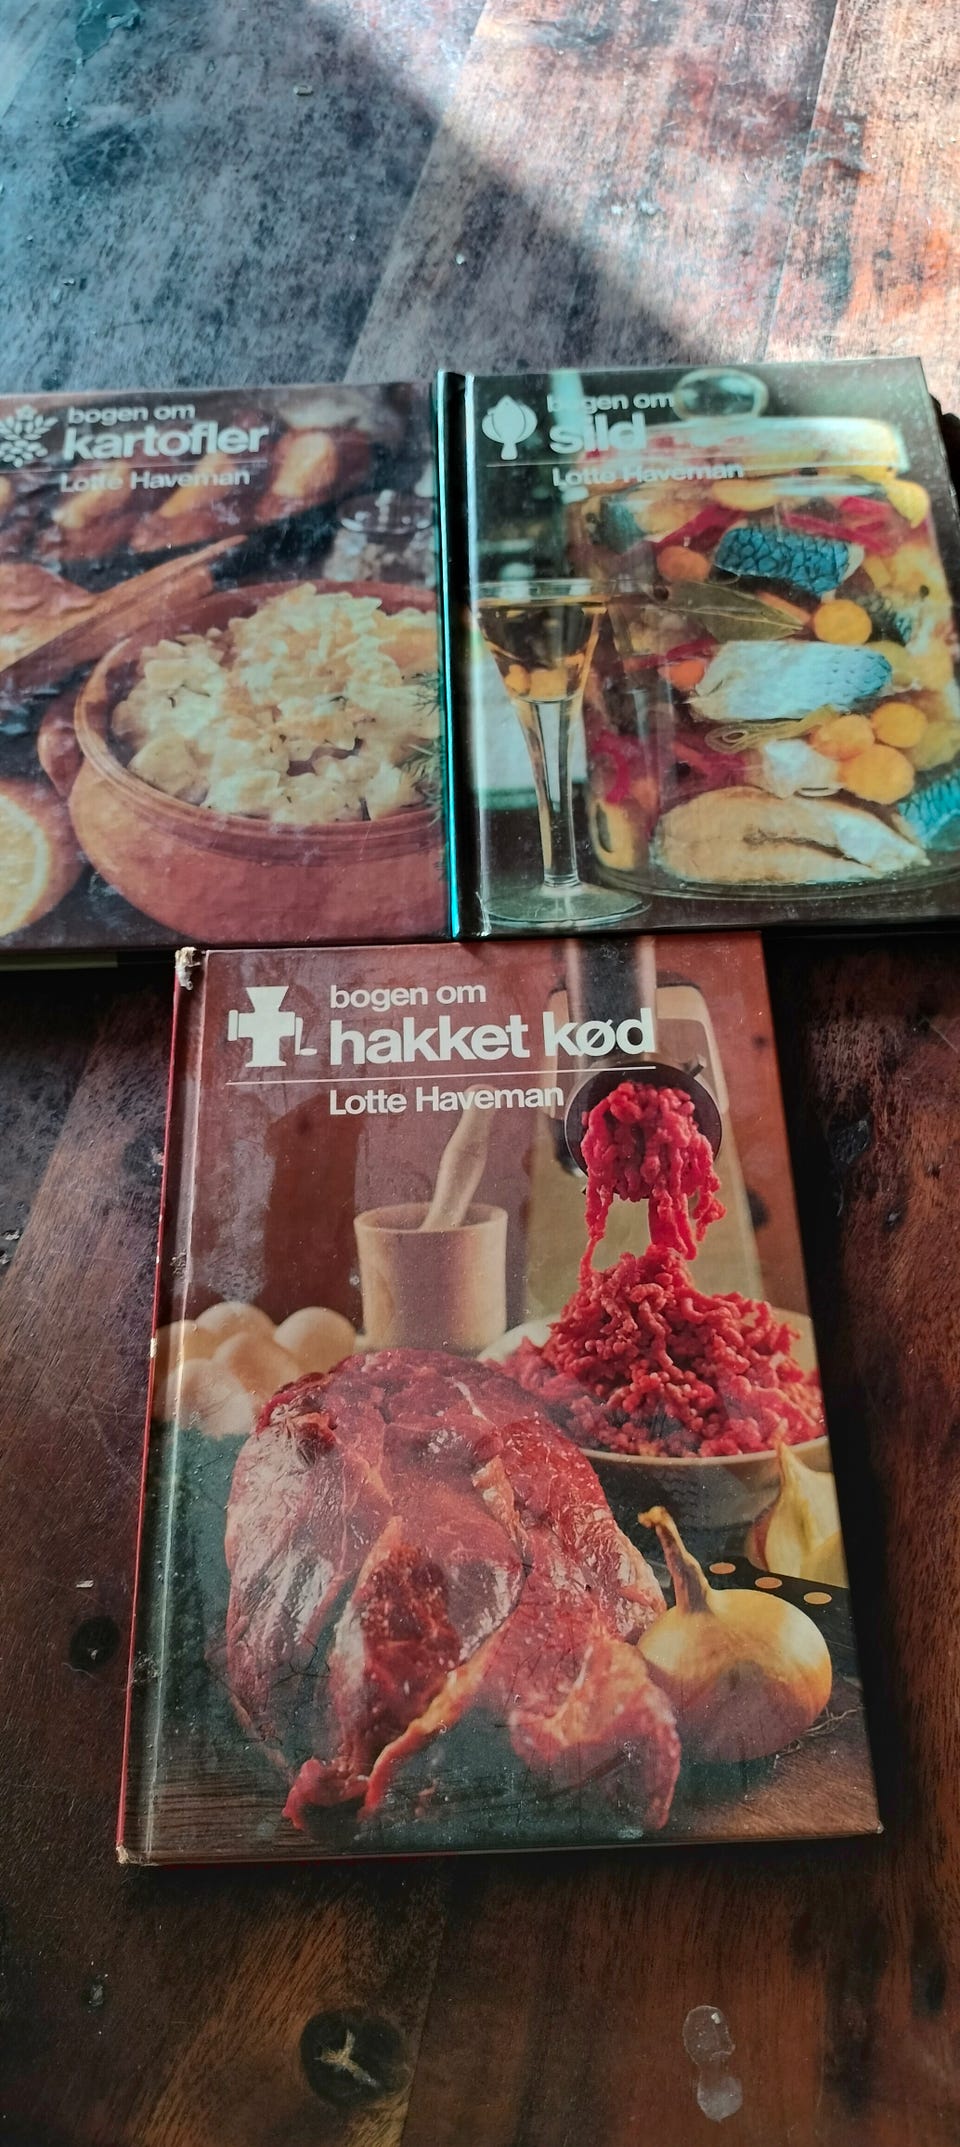 bogen om
kartofler
Lotte Haveman
bogen om
sild
Lotte Haveman
bogen om
hakket kød
Lotte Haveman